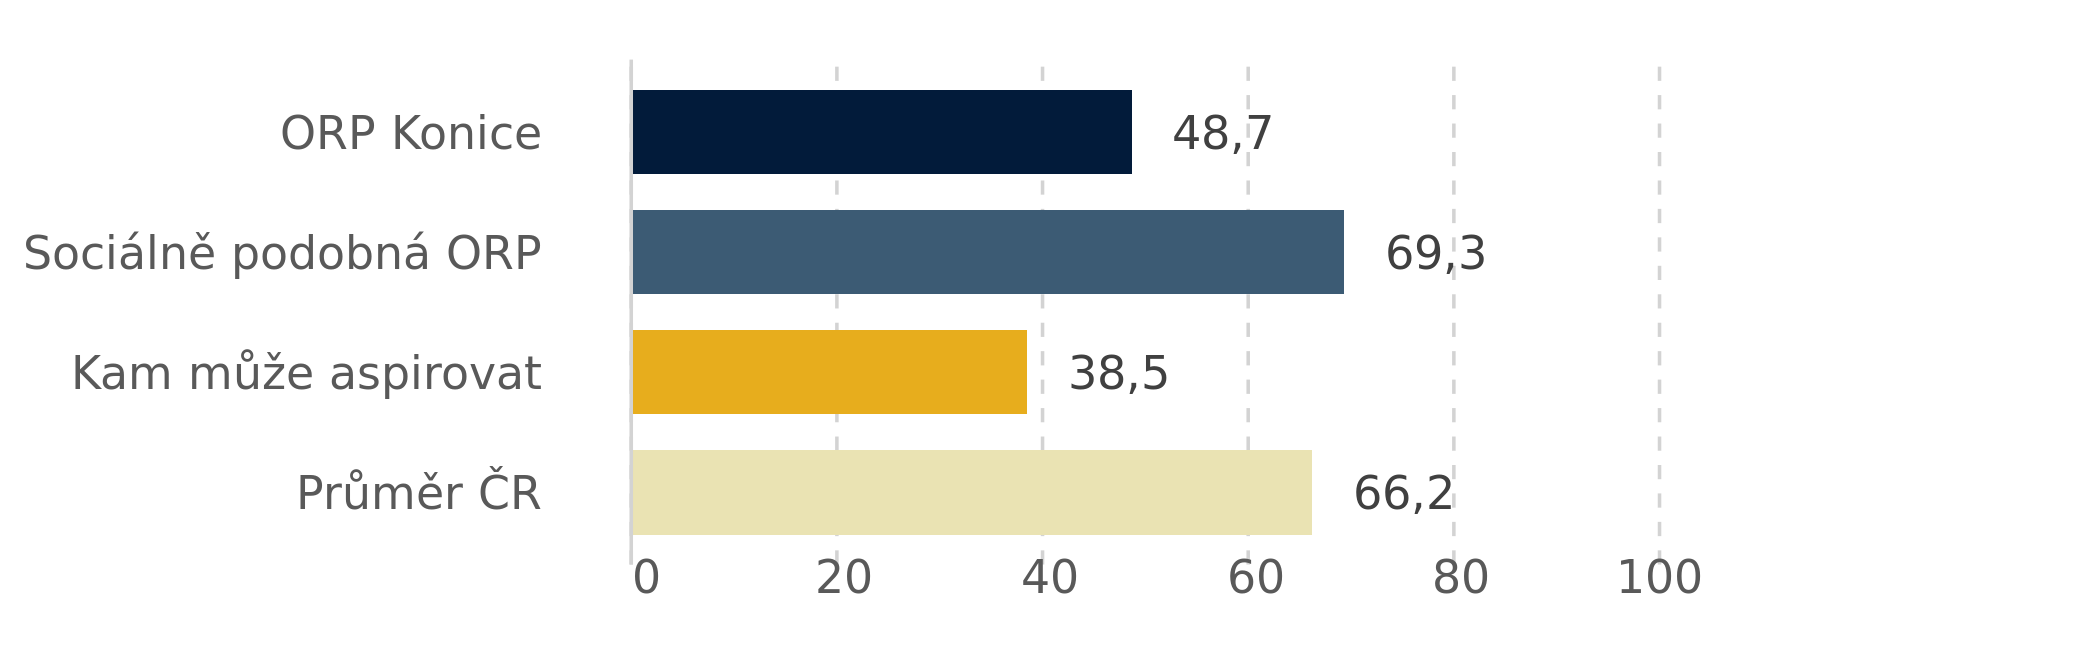 ORP Konice 48,7
Sociálně podobná ORP 69,3
Kam může aspirovat 38,5
Průměr ČR 66,2
0 20 40 60 80 100